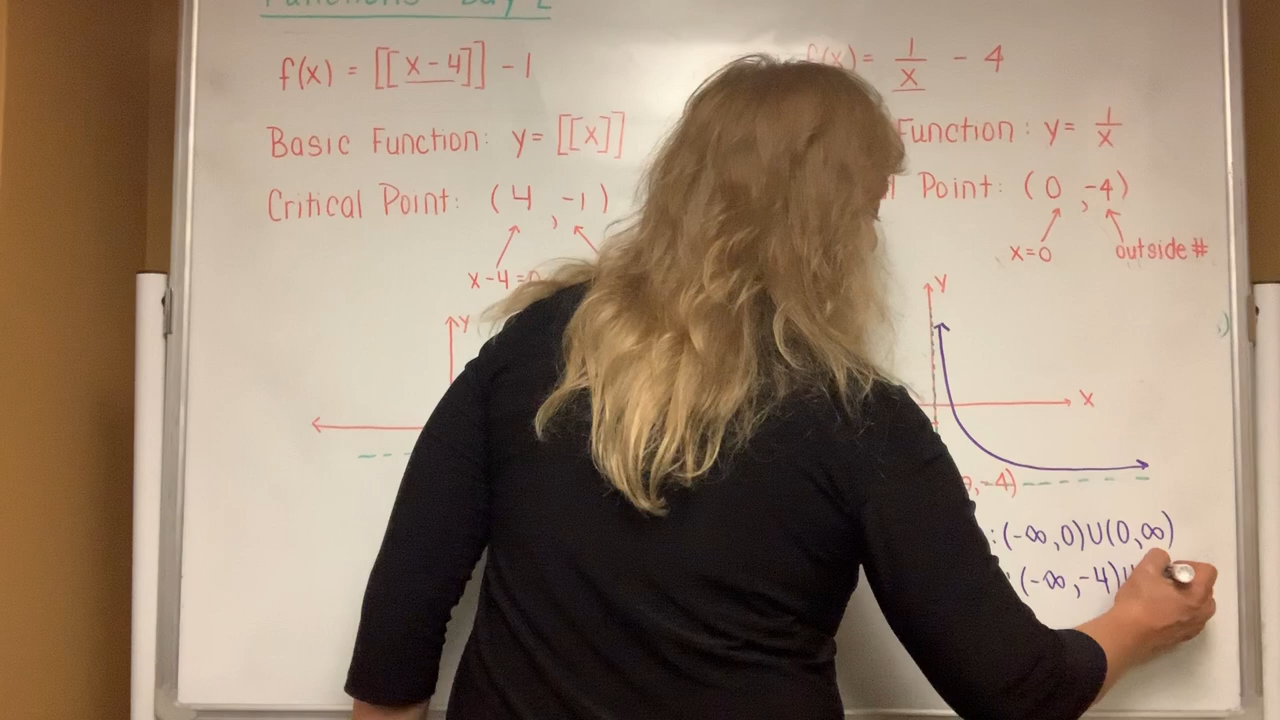 Functions Day 2
f(x) = [[x-4]] -1
Basic Function: y= [[x]]
Critical Point: (4, -1)
x-4=0
Y
f(x)= 1/x - 4
Function: y= 1/x
Point: (0, -4)
x=0
outside #
Y
X
,-4)
:(-∞,0)U(0,∞)
(-∞,-4)U